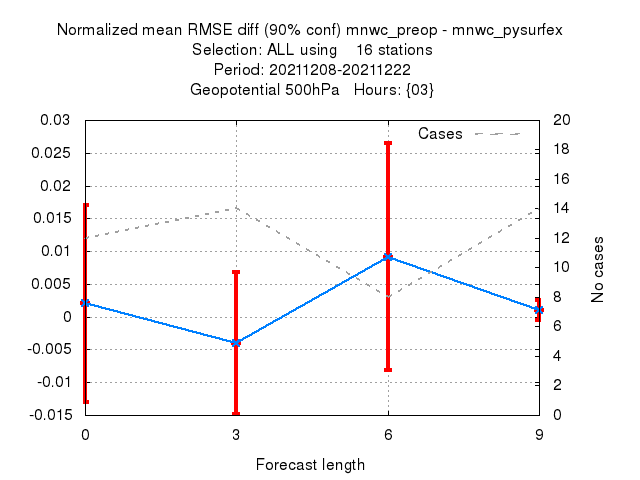 Normalized mean RMSE diff (90% conf) mnwc_preop - mnwc_pysurfex
Selection: ALL using    16 stations
Period: 20211208-20211222
Geopotential 500hPa   Hours: {03}
0.03
0.025
0.02
0.015
0.01
0.005
0
-0.005
-0.01
-0.015
Cases
20
18
16
14
12
10
8
6
4
2
0
No cases
0 3 6 9
Forecast length